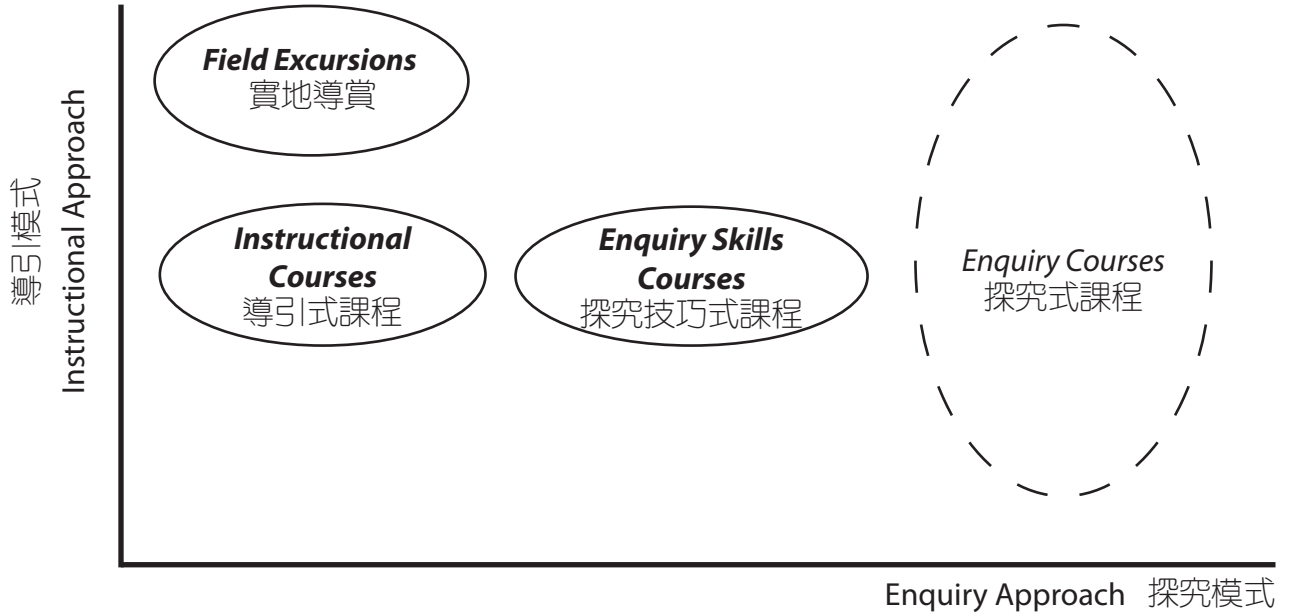 Field Excursions
實地導賞
導引模式
Instructional Approach
Instructional
Courses
導引式課程
Enquiry Skills
Courses
探究技巧式課程
Enquiry Courses
探究式課程
Enquiry Approach 探究模式